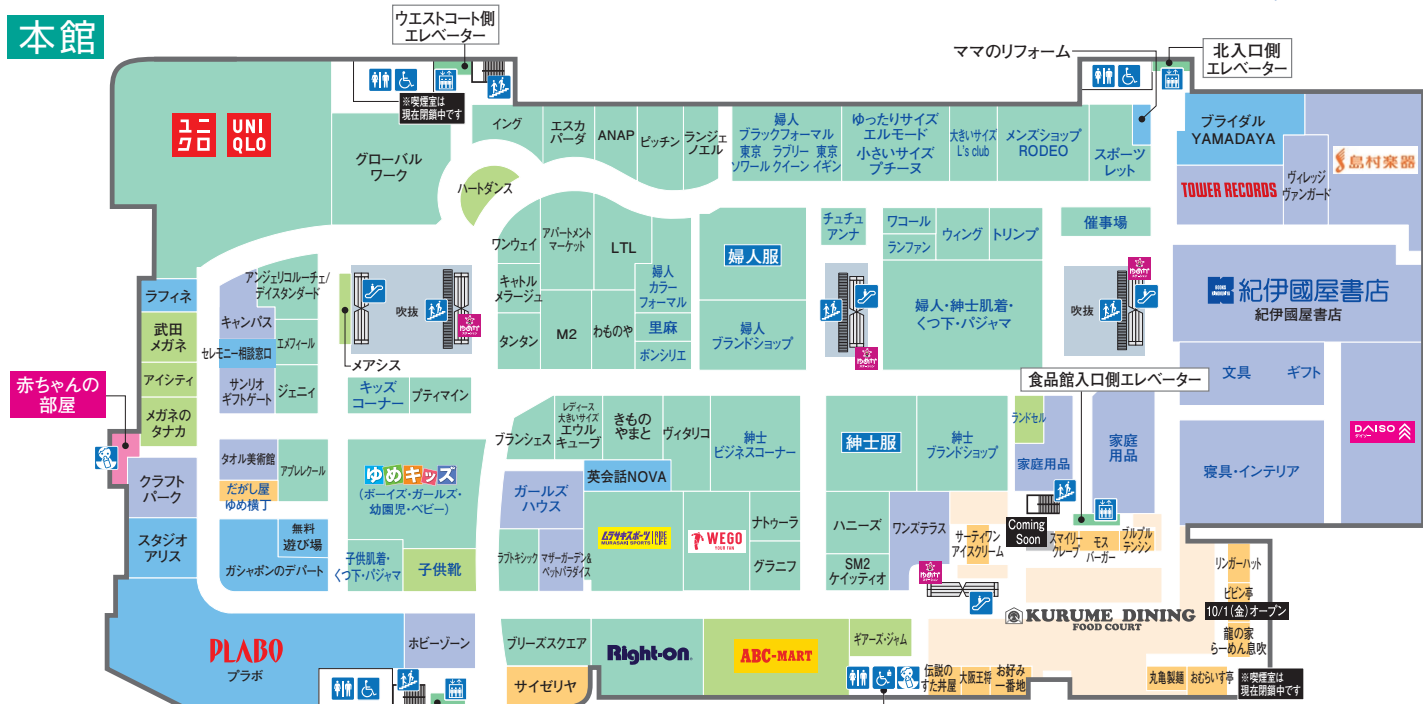 本館
ウエストコート側
エレベーター
※喫煙室は
現在閉鎖中です
ママのリフォーム
北入口側
エレベーター
ユニ
クロ
UNI
QLO
グローバル
ワーク
イング
エスカ
パーダ
ANAP
ピッチン
ランジェ
ノエル
婦人
ブラックフォーマル
東京 ラブリー 東京
ソワール クイーン イギン
ゆったりサイズ
エルモード
小さいサイズ
プチーヌ
大きいサイズ
L's club
メンズショップ
RODEO
スポーツ
レット
ブライダル
YAMADAYA
TOWER RECORDS
ヴィレッジ
ヴァンガード
島村楽器
ハートダンス
ワンウェイ
アパートメント
マーケット
LTL
キャトル
メラージュ
婦人
カラー
フォーマル
タンタン
M2
わものや
里麻
ボンシリエ
婦人服
婦人
ブランドショップ
チュチュ
アンナ
ワコール
ランファン
ウィング
トリンプ
婦人・紳士肌着・
くつ下・パジャマ
催事場
吹抜
ゆめか
紀伊國屋書店
紀伊國屋書店
文具
ギフト
寝具・インテリア
DAISO
ダイソー
ラフィネ
武田
メガネ
アイシティ
メガネの
タナカ
赤ちゃんの
部屋
クラフト
パーク
スタジオ
アリス
アンジェリコルーチェ/
デイスタンダード
キャンパス
セレモニー相談窓口
エメフィール
サンリオ
ギフトゲート
ジェニィ
吹抜
ゆめか
メアシス
キッズ
コーナー
プティマイン
タオル美術館
アプレクール
だがし屋
ゆめ横丁
無料
遊び場
ガシャポンのデパート
ゆめキッズ
(ボーイズ・ガールズ・
幼園児・ベビー)
子供肌着・
くつ下・パジャマ
子供靴
ブランシェス
レディース
大きいサイズ
エウル
キューブ
きもの
やまと
ヴィタリコ
紳士
ビジネスコーナー
英会話NOVA
ガールズ
ハウス
ラブトキシック
マザーガーデン&
ペットパラダイス
ムラサキスポーツ
MURASAKI SPORTS
WEGO
YOUR FAN
ナトゥーラ
グラニフ
ゆめか
紳士服
紳士
ブランドショップ
ハニーズ
SM2
ケイッティオ
ワンズテラス
ゆめか
食品館入口側エレベーター
ランドセル
家庭用品
家庭
用品
サーティワン
アイスクリーム
Coming
Soon
スマイリー
クレープ
モス
バーガー
プルプル
テンシン
KURUME DINING
FOOD COURT
リンガーハット
ビビン亭
10/1(金)オープン
龍の家
らーめん息吹
※喫煙室は
現在閉鎖中です
丸亀製麺
おむらいす亭
PLABO
プラボ
ホビーゾーン
ブリーズスクエア
サイゼリヤ
Right-on
ABC-MART
ギアーズ・ジャム
伝説の
すた丼屋
大阪王将
お好み
一番地